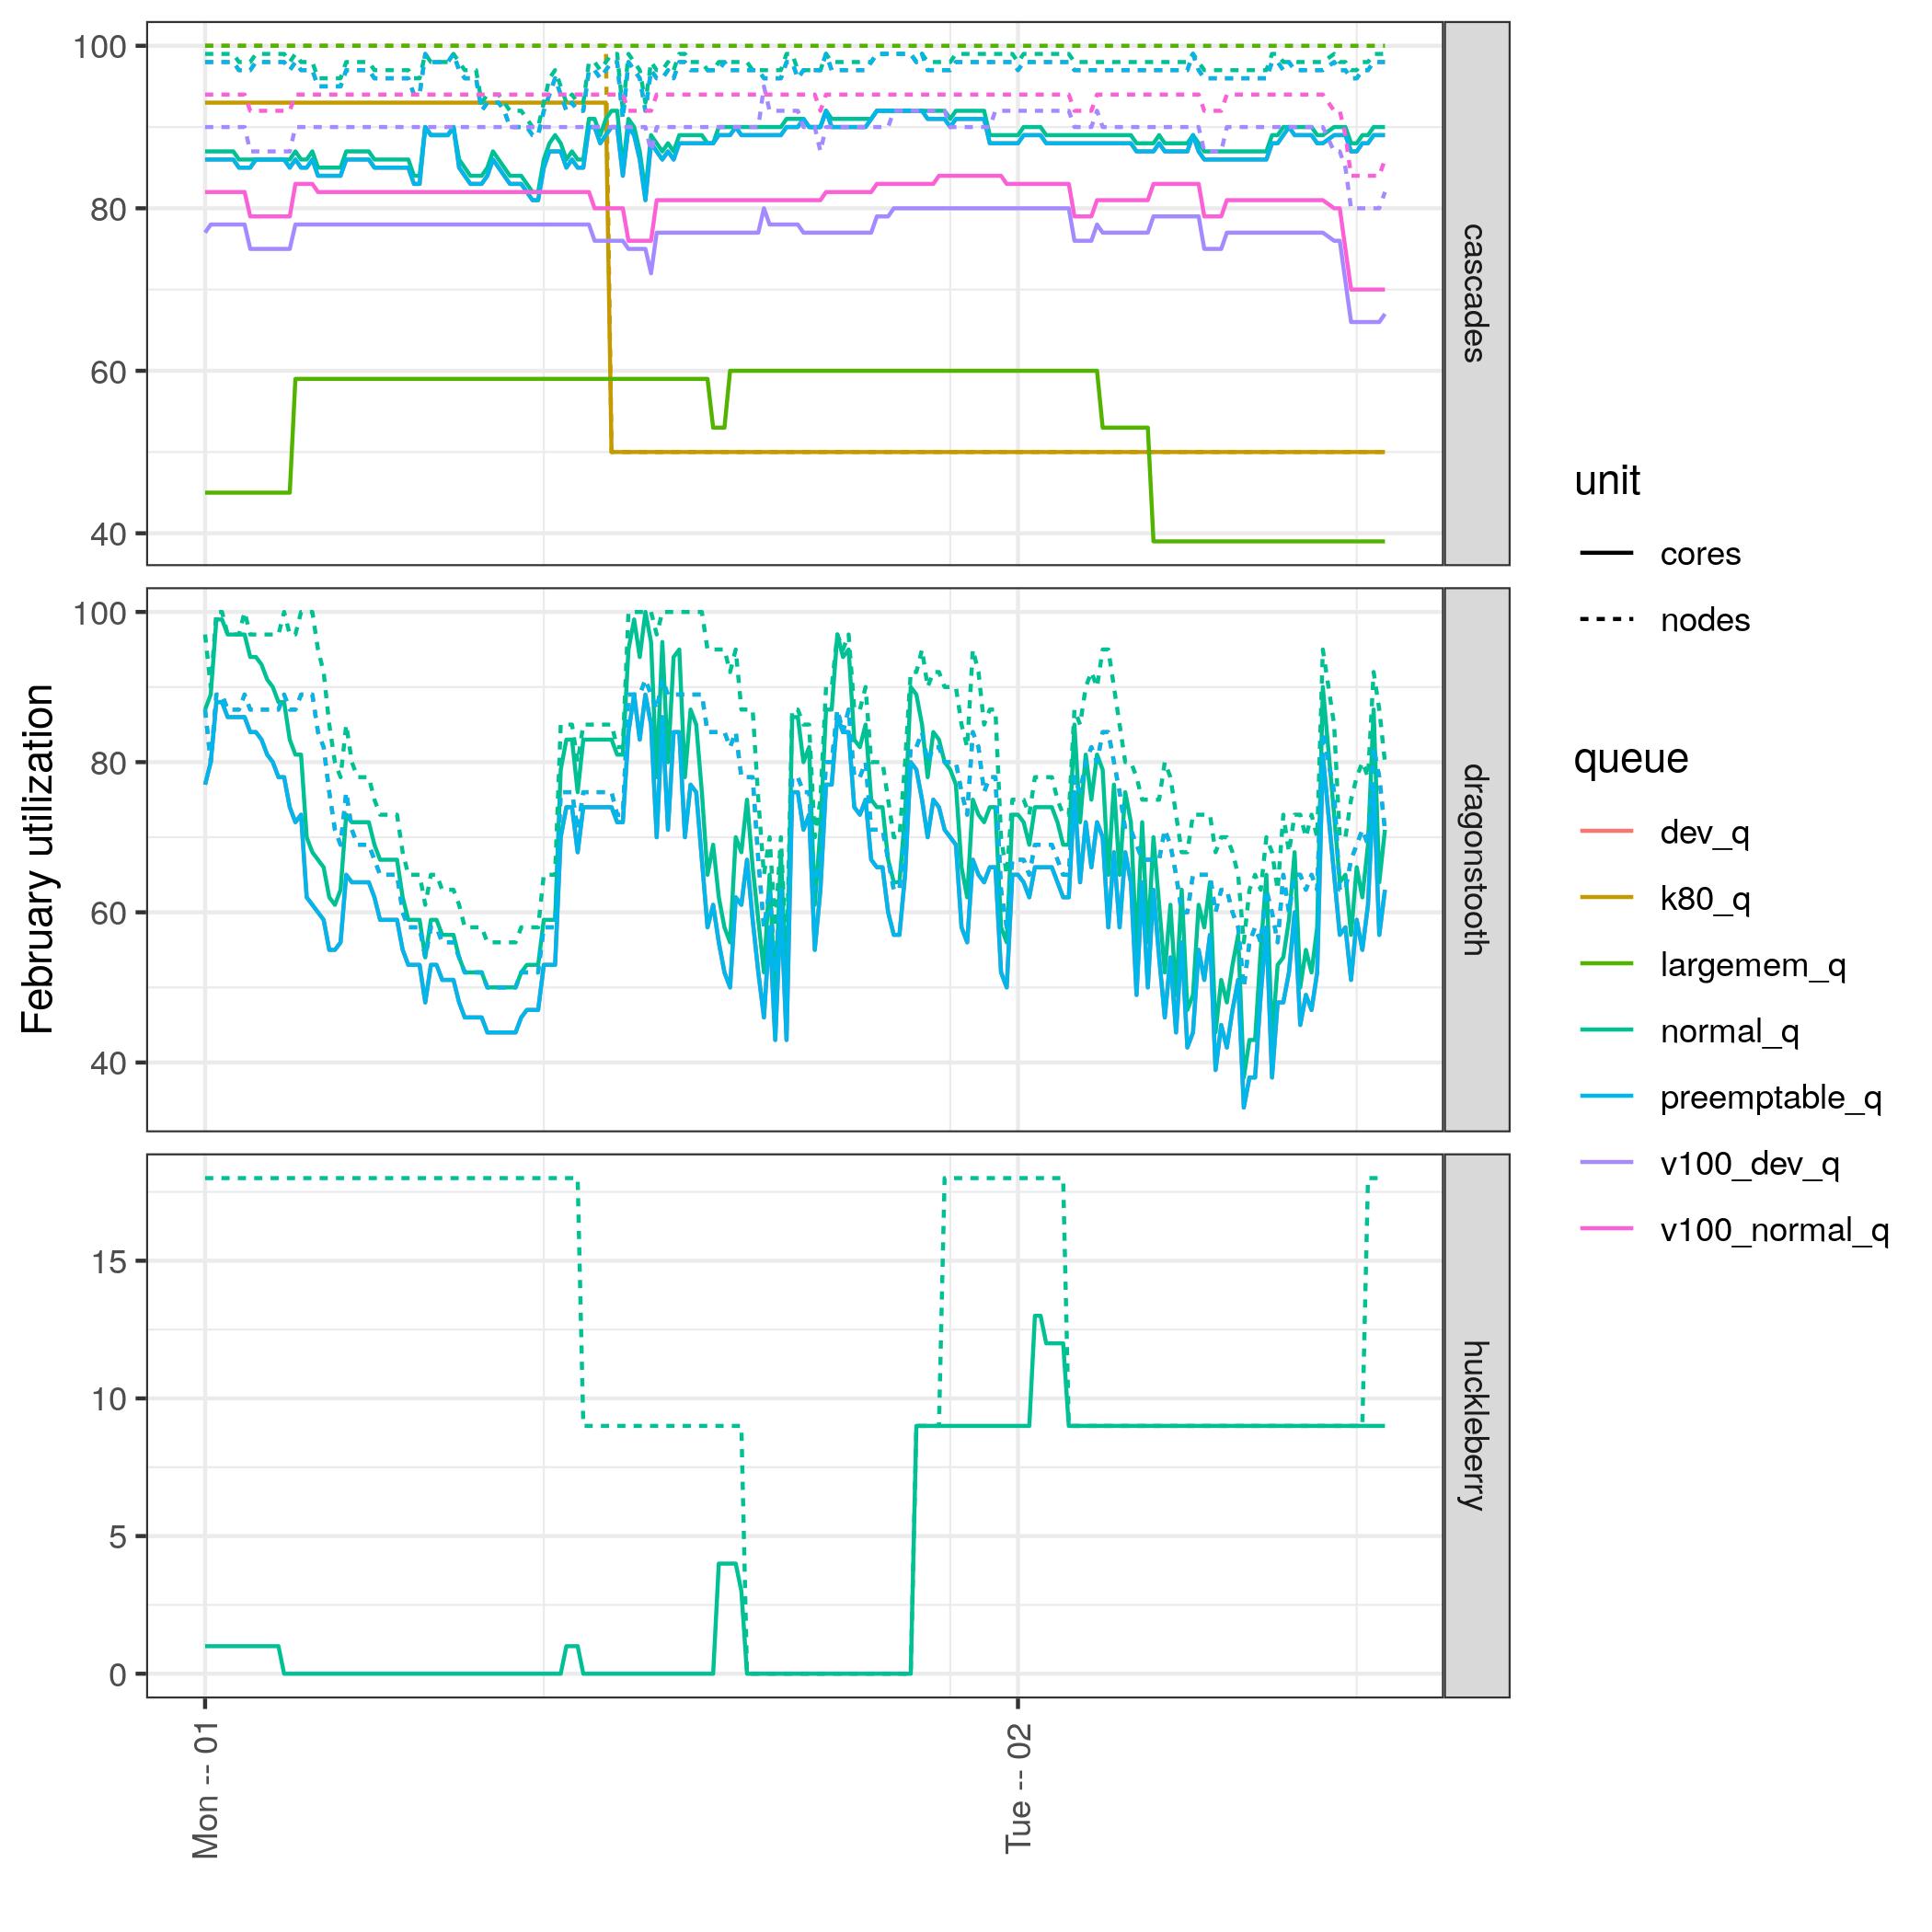 February utilization
100
80
60
40
cascades
100
80
60
40
dragonstooth
15
10
5
0
huckleberry
Mon -- 01
Tue -- 02
unit
cores
nodes
queue
dev_q
k80_q
largemem_q
normal_q
preemptable_q
v100_dev_q
v100_normal_q